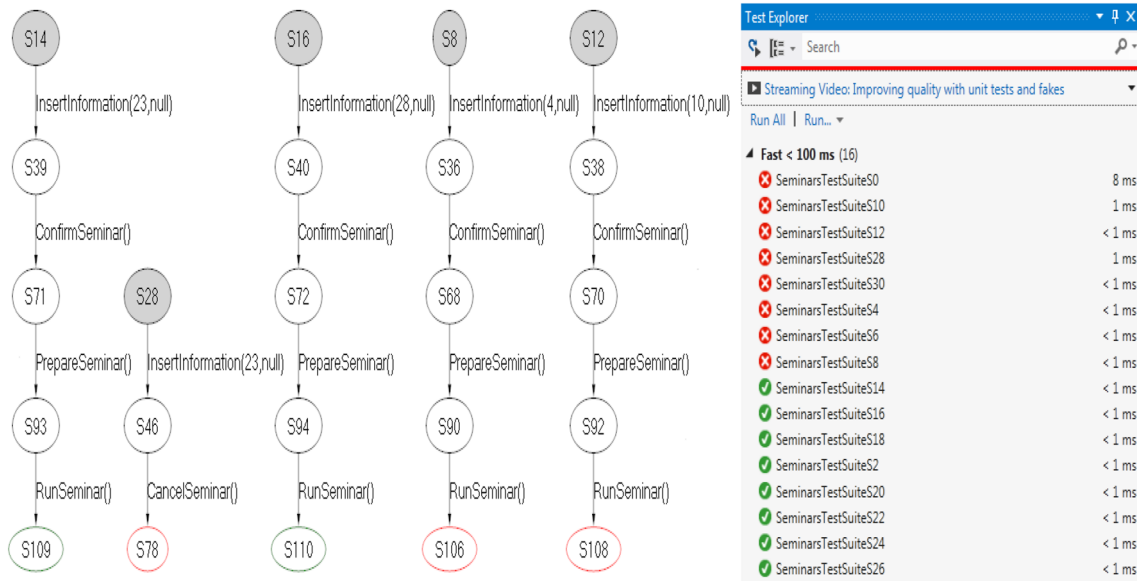 S14 S16 S8 S12
InsertInformation(23,null) InsertInformation(28,null) InsertInformation(4,null) InsertInformation(10,null)
S39 S40 S36 S38
ConfirmSeminar() ConfirmSeminar() ConfirmSeminar() ConfirmSeminar()
S71 S28 S72 S68 S70
PrepareSeminar() InsertInformation(23,null) PrepareSeminar() PrepareSeminar() PrepareSeminar()
S93 S46 S94 S90 S92
RunSeminar() CancelSeminar() RunSeminar() RunSeminar() RunSeminar()
S109 S78 S110 S106 S108
Test Explorer
Search
Streaming Video: Improving quality with unit tests and fakes
Run All | Run...
Fast < 100 ms (16)
SeminarsTestSuiteS0 8 ms
SeminarsTestSuiteS10 1 ms
SeminarsTestSuiteS12 < 1 ms
SeminarsTestSuiteS28 1 ms
SeminarsTestSuiteS30 < 1 ms
SeminarsTestSuiteS4 < 1 ms
SeminarsTestSuiteS6 < 1 ms
SeminarsTestSuiteS8 < 1 ms
SeminarsTestSuiteS14 < 1 ms
SeminarsTestSuiteS16 < 1 ms
SeminarsTestSuiteS18 < 1 ms
SeminarsTestSuiteS2 < 1 ms
SeminarsTestSuiteS20 < 1 ms
SeminarsTestSuiteS22 < 1 ms
SeminarsTestSuiteS24 < 1 ms
SeminarsTestSuiteS26 < 1 ms